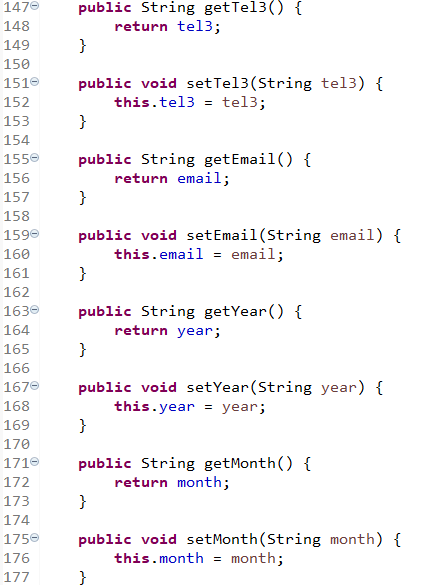 147 public String getTel3() {
148 return tel3;
149 }
150
151 public void setTel3(String tel3) {
152 this.tel3 = tel3;
153 }
154
155 public String getEmail() {
156 return email;
157 }
158
159 public void setEmail(String email) {
160 this.email = email;
161 }
162
163 public String getYear() {
164 return year;
165 }
166
167 public void setYear(String year) {
168 this.year = year;
169 }
170
171 public String getMonth() {
172 return month;
173 }
174
175 public void setMonth(String month) {
176 this.month = month;
177 }